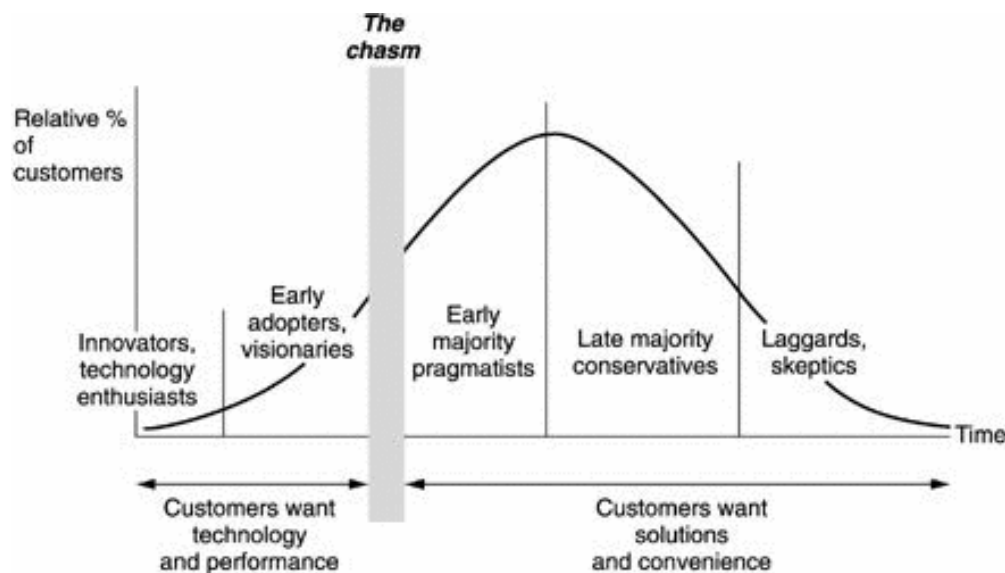 The
chasm
Relative %
of
customers
Innovators,
technology
enthusiasts
Early
adopters,
visionaries
Early
majority
pragmatists
Late majority
conservatives
Laggards,
skeptics
Time
Customers want
technology
and performance
Customers want
solutions
and convenience